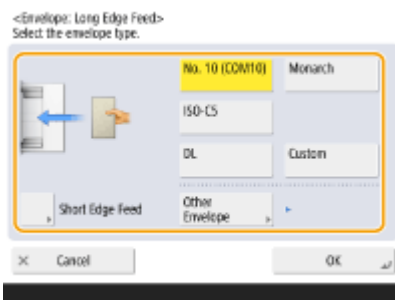 <Envelope: Long Edge Feed>
Select the envelope type.
No. 10 (COM10)
Monarch
ISO-C5
DL
Custom
Short Edge Feed
Other
Envelope
× Cancel
OK